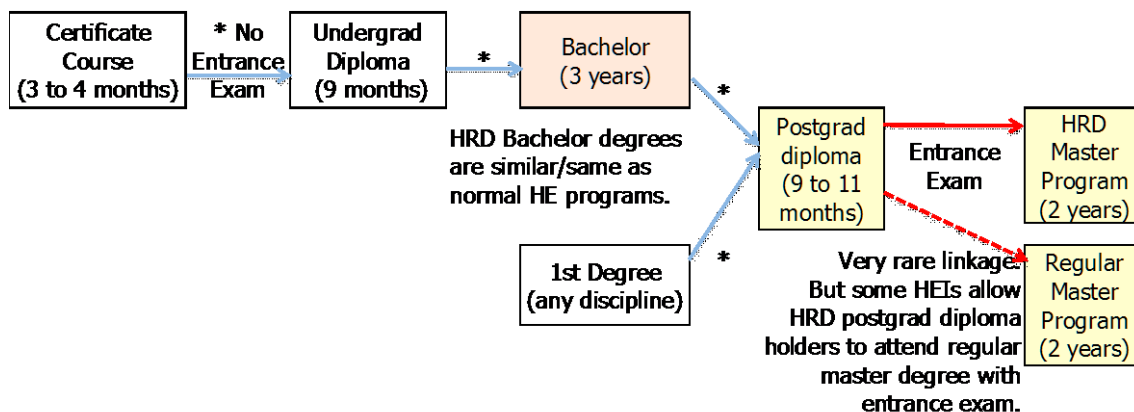 Certificate
Course
(3 to 4 months)
* No
Entrance
Exam
Undergrad
Diploma
(9 months)
*
Bachelor
(3 years)
*
HRD Bachelor degrees
are similar/same as
normal HE programs.
Postgrad
diploma
(9 to 11
months)
Entrance
Exam
HRD
Master
Program
(2 years)
1st Degree
(any discipline)
*
Very rare linkage.
But some HEIs allow
HRD postgrad diploma
holders to attend regular
master degree with
entrance exam.
Regular
Master
Program
(2 years)